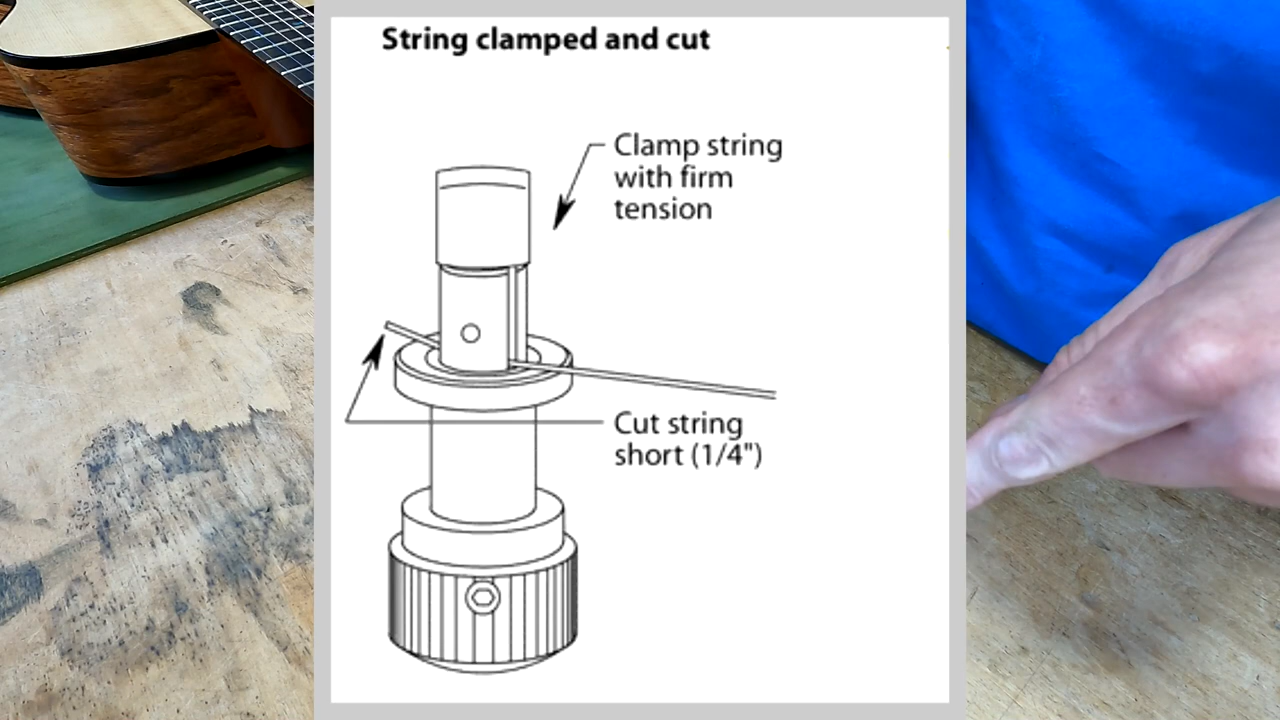 String clamped and cut
Clamp string
with firm
tension
Cut string
short (1/4")